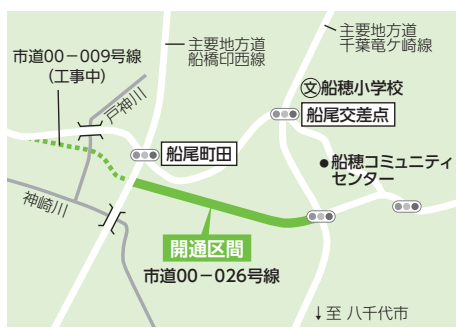 主要地方道
船橋印西線
主要地方道
千葉竜ケ崎線
市道00－009号線
(工事中)
戸神川
文船穂小学校
船尾交差点
船尾町田
●船穂コミュニティ
センター
神崎川
開通区間
市道00－026号線
↓至 八千代市